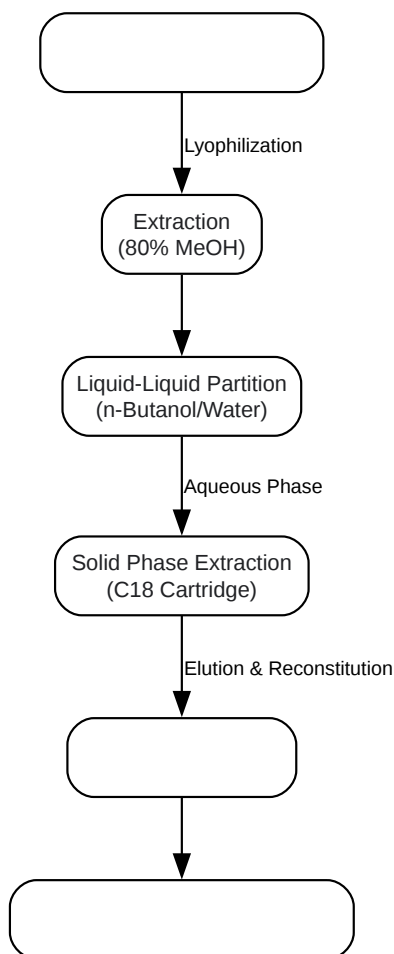 Lyophilization
Extraction
(80% MeOH)
Liquid-Liquid Partition
(n-Butanol/Water)
Aqueous Phase
Solid Phase Extraction
(C18 Cartridge)
Elution & Reconstitution